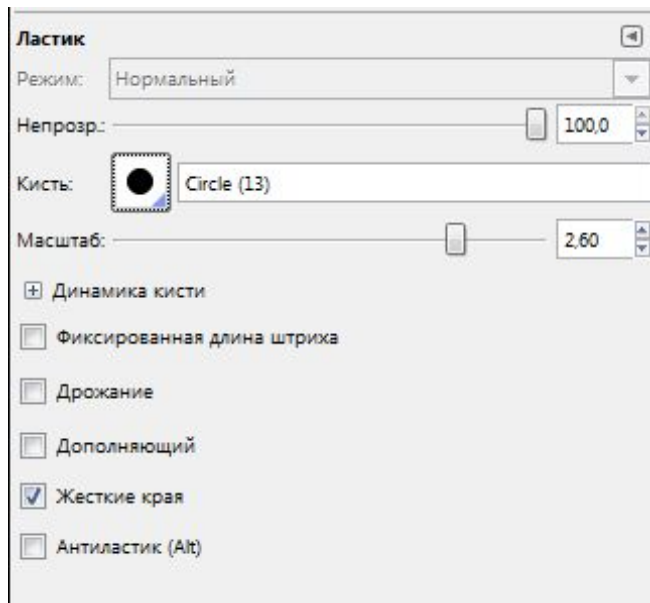 Ластик
Режим: Нормальный
Непрозр.: 100,0
Кисть: Circle (13)
Масштаб: 2,60
Динамика кисти
Фиксированная длина штриха
Дрожание
Дополняющий
Жесткие края
Антиластик (Alt)